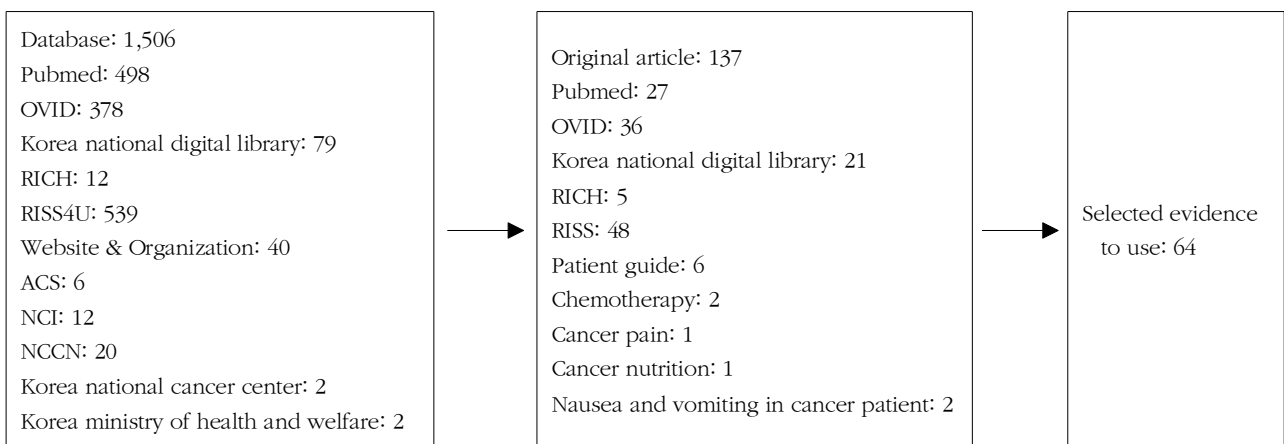 Database: 1,506
Pubmed: 498
OVID: 378
Korea national digital library: 79
RICH: 12
RISS4U: 539
Website & Organization: 40
ACS: 6
NCI: 12
NCCN: 20
Korea national cancer center: 2
Korea ministry of health and welfare: 2
Original article: 137
Pubmed: 27
OVID: 36
Korea national digital library: 21
RICH: 5
RISS: 48
Patient guide: 6
Chemotherapy: 2
Cancer pain: 1
Cancer nutrition: 1
Nausea and vomiting in cancer patient: 2
Selected evidence
to use: 64